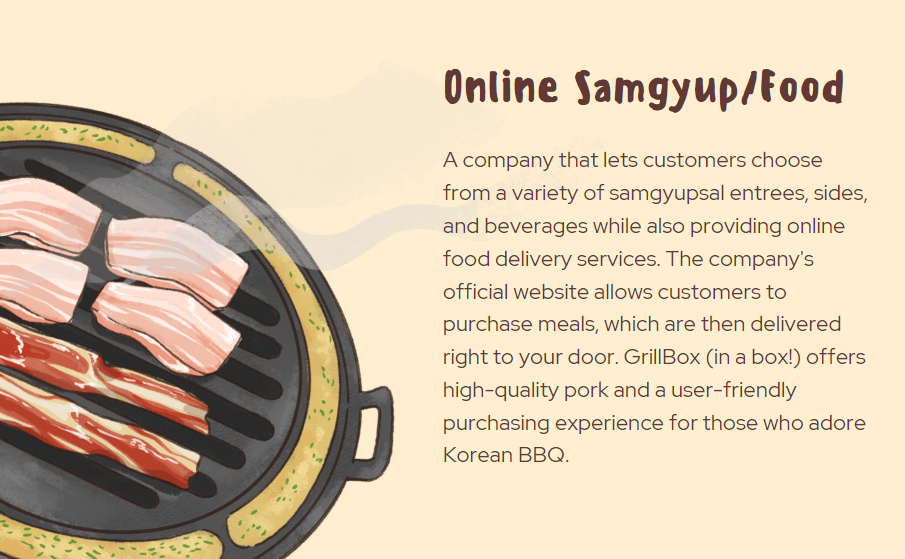 Online Samgyup/Food
A company that lets customers choose
from a variety of samgyupsal entrees, sides,
and beverages while also providing online
food delivery services. The company's
official website allows customers to
purchase meals, which are then delivered
right to your door. GrillBox (in a box!) offers
high-quality pork and a user-friendly
purchasing experience for those who adore
Korean BBQ.